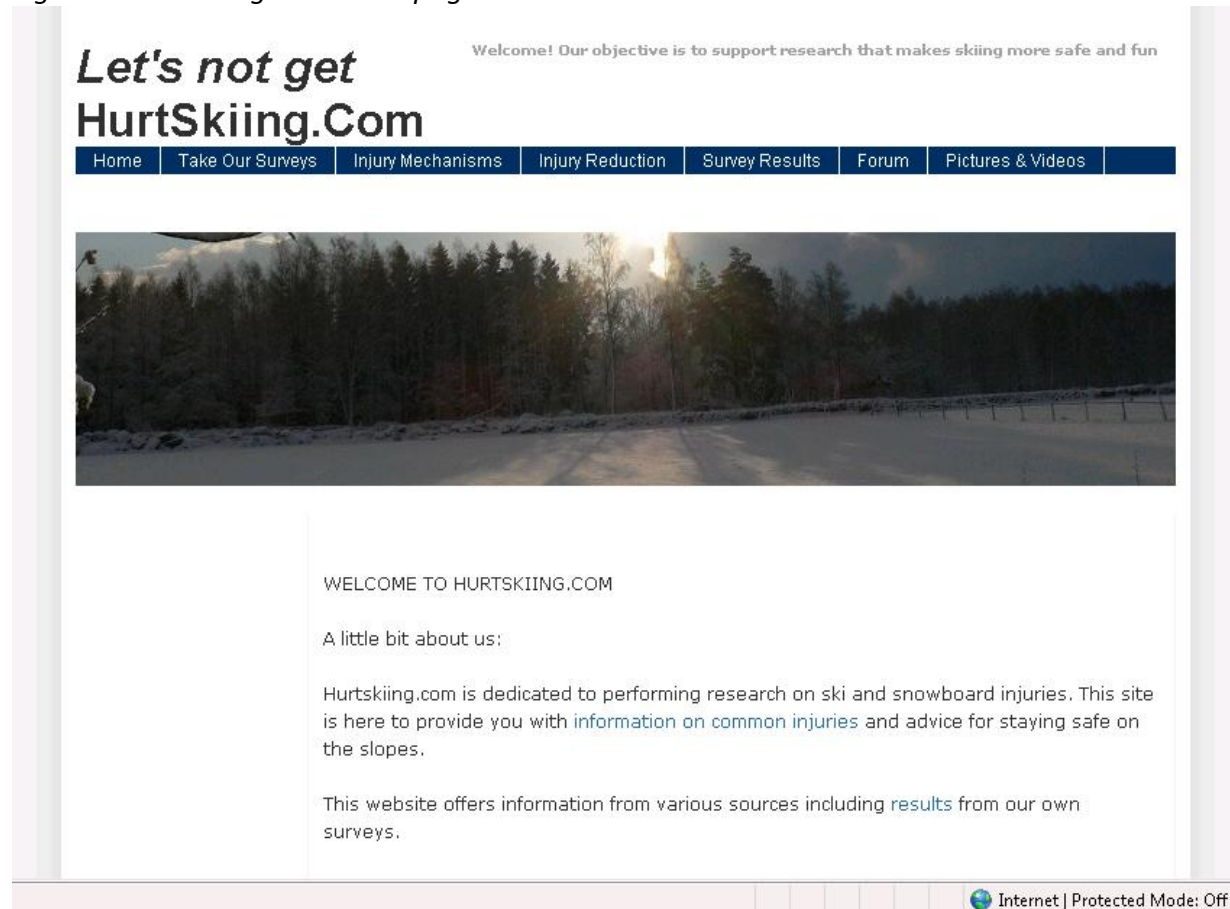 Welcome! Our objective is to support research that makes skiing more safe and fun
Let's not get
HurtSkiing.Com
Home
Take Our Surveys
Injury Mechanisms
Injury Reduction
Survey Results
Forum
Pictures & Videos
WELCOME TO HURTSKIING.COM
A little bit about us:
Hurtskiing.com is dedicated to performing research on ski and snowboard injuries. This site
is here to provide you with information on common injuries and advice for staying safe on
the slopes.
This website offers information from various sources including results from our own
surveys.
Internet | Protected Mode: Off